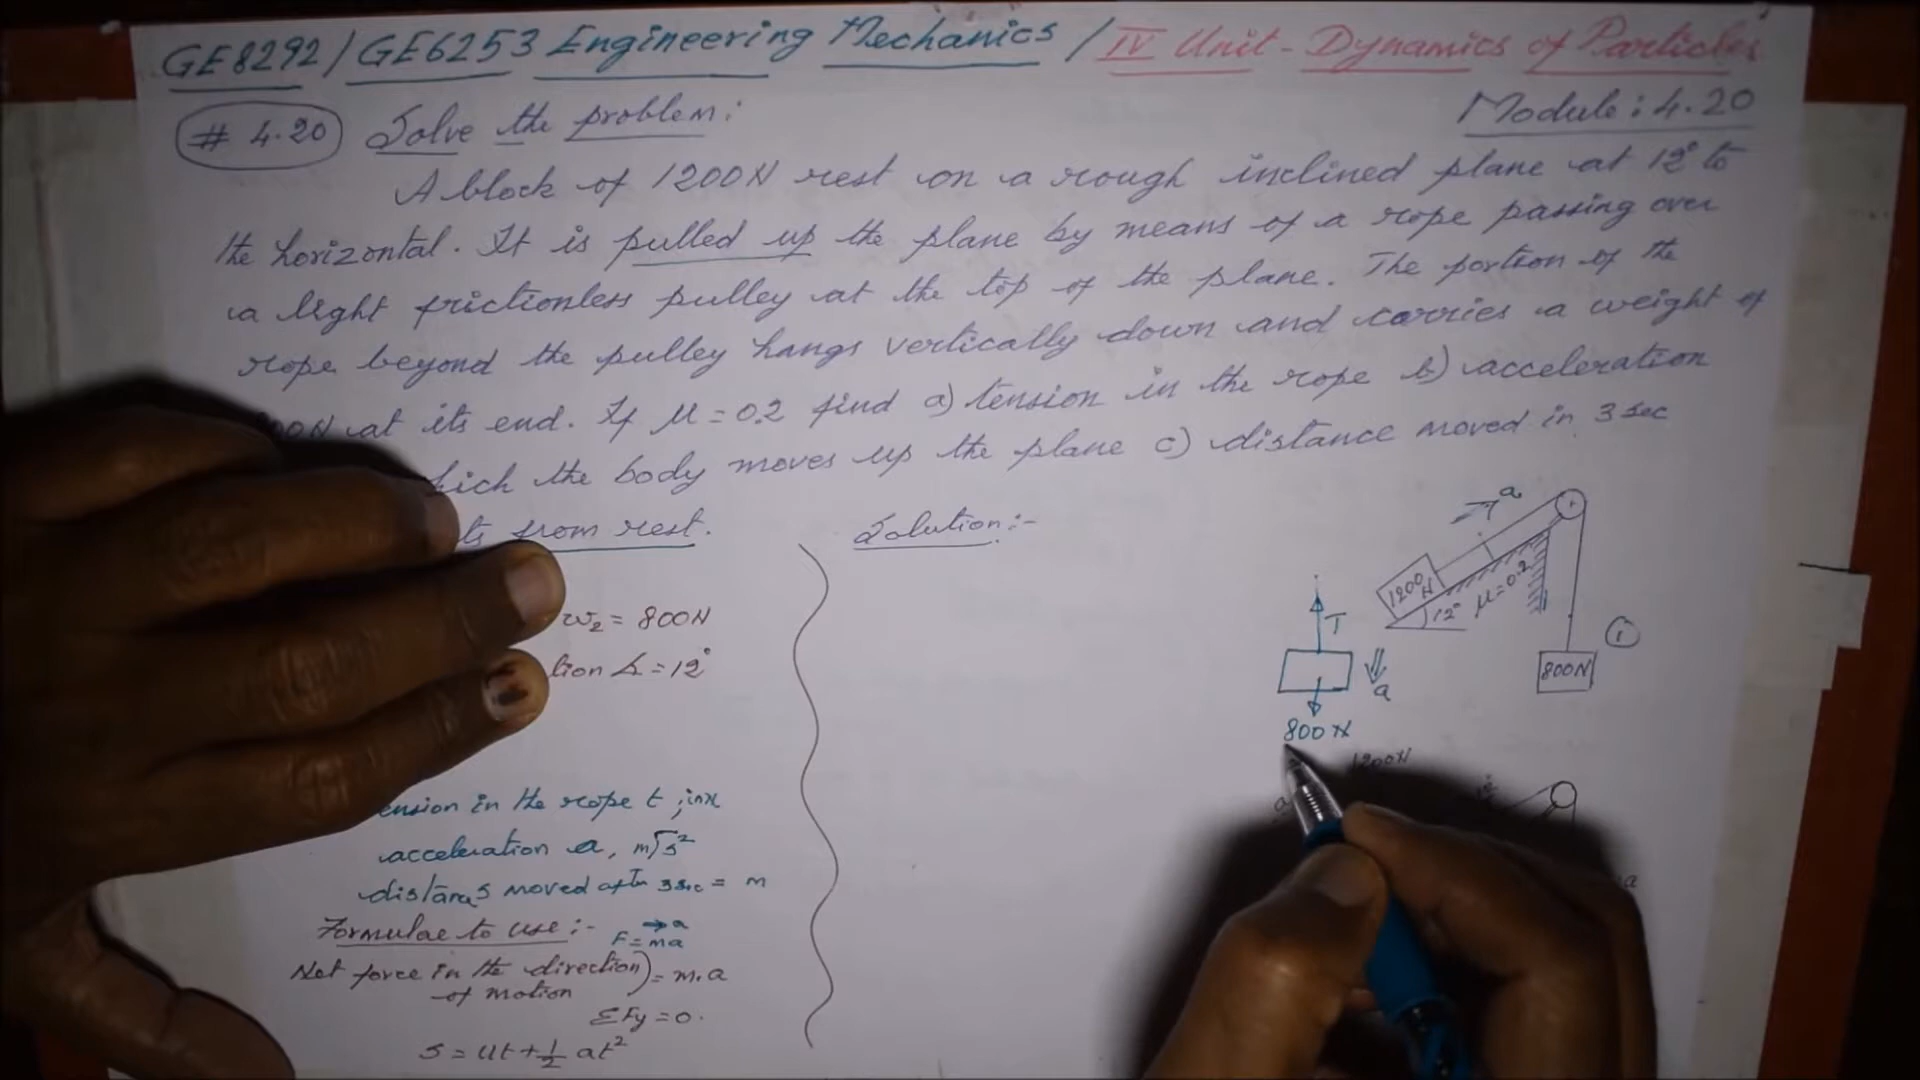 GE8292/GE6253 Engineering Mechanics / IV Unit - Dynamics of Particles
Module: 4.20
# 4.20 Solve the problem:
A block of 1200N rest on a rough inclined plane at 12° to
the horizontal. It is pulled up the plane by means of a rope passing over
a light frictionless pulley at the top of the plane. The portion of the
rope beyond the pulley hangs vertically down and carries a weight of
00N at its end. If μ = 0.2 find a) tension in the rope b) acceleration
hich the body moves up the plane c) distance moved in 3 sec
ts from rest.
Solution:-
a
1200N
12°
μ=0.2
1
800N
T
a
800N
1200N
w2 = 800N
tion = 12°
ension in the rope t; in N
acceleration a, m/s²
moved = m
Formulae to use:-
F = ma
a
Net force in the direction) = m.a
of motion
ΣFy = 0.
s = ut + 1/2 at²